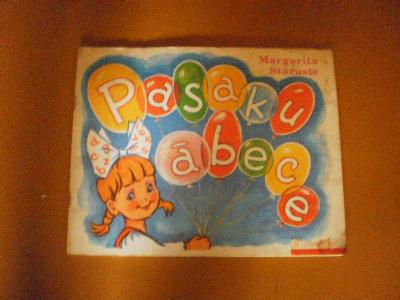 Margarita
Stāraste
Pasaku
ābece